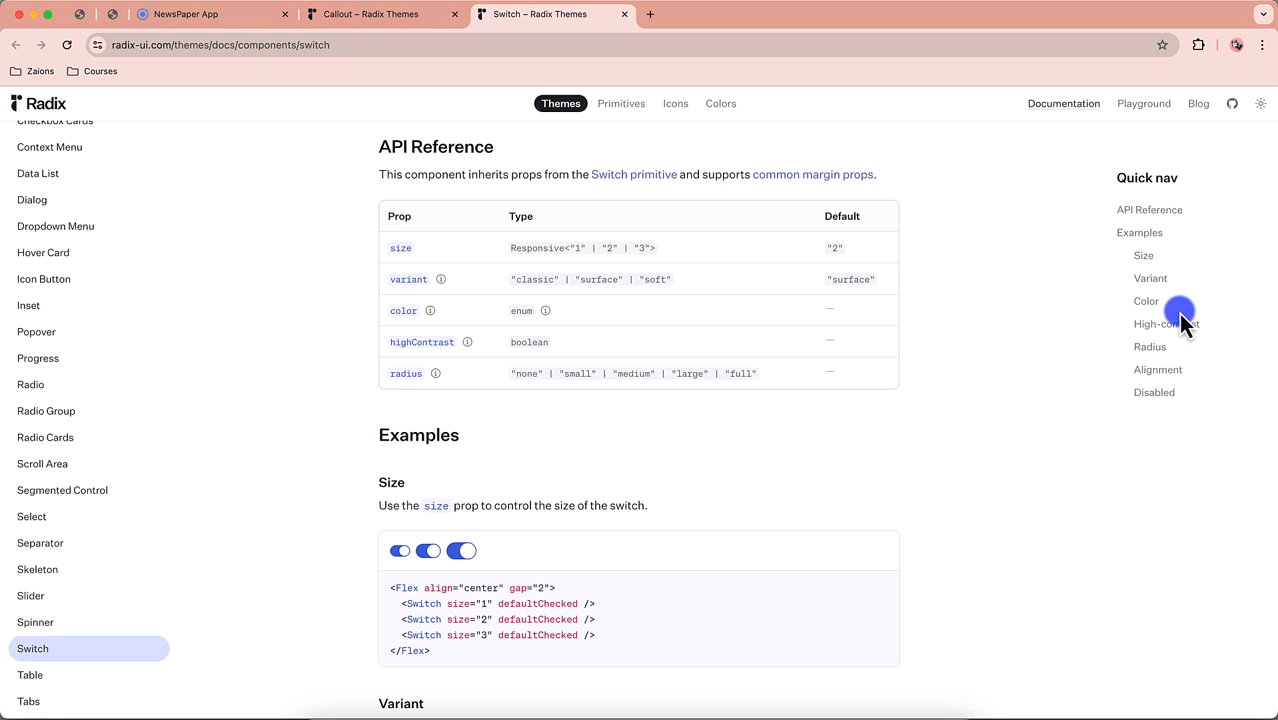 NewsPaper App
Callout – Radix Themes
Switch – Radix Themes
radix-ui.com/themes/docs/components/switch
Zaions
Courses
Radix
Themes
Primitives
Icons
Colors
Documentation
Playground
Blog
Checkbox Cards
Context Menu
Data List
Dialog
Dropdown Menu
Hover Card
Icon Button
Inset
Popover
Progress
Radio
Radio Group
Radio Cards
Scroll Area
Segmented Control
Select
Separator
Skeleton
Slider
Spinner
Switch
Table
Tabs
API Reference
This component inherits props from the Switch primitive and supports common margin props.
Prop Type Default
size Responsive<"1" | "2" | "3"> "2"
variant "classic" | "surface" | "soft" "surface"
color enum —
highContrast boolean —
radius "none" | "small" | "medium" | "large" | "full" —
Examples
Size
Use the size prop to control the size of the switch.
<Flex align="center" gap="2">
<Switch size="1" defaultChecked />
<Switch size="2" defaultChecked />
<Switch size="3" defaultChecked />
</Flex>
Variant
Quick nav
API Reference
Examples
Size
Variant
Color
High-contrast
Radius
Alignment
Disabled